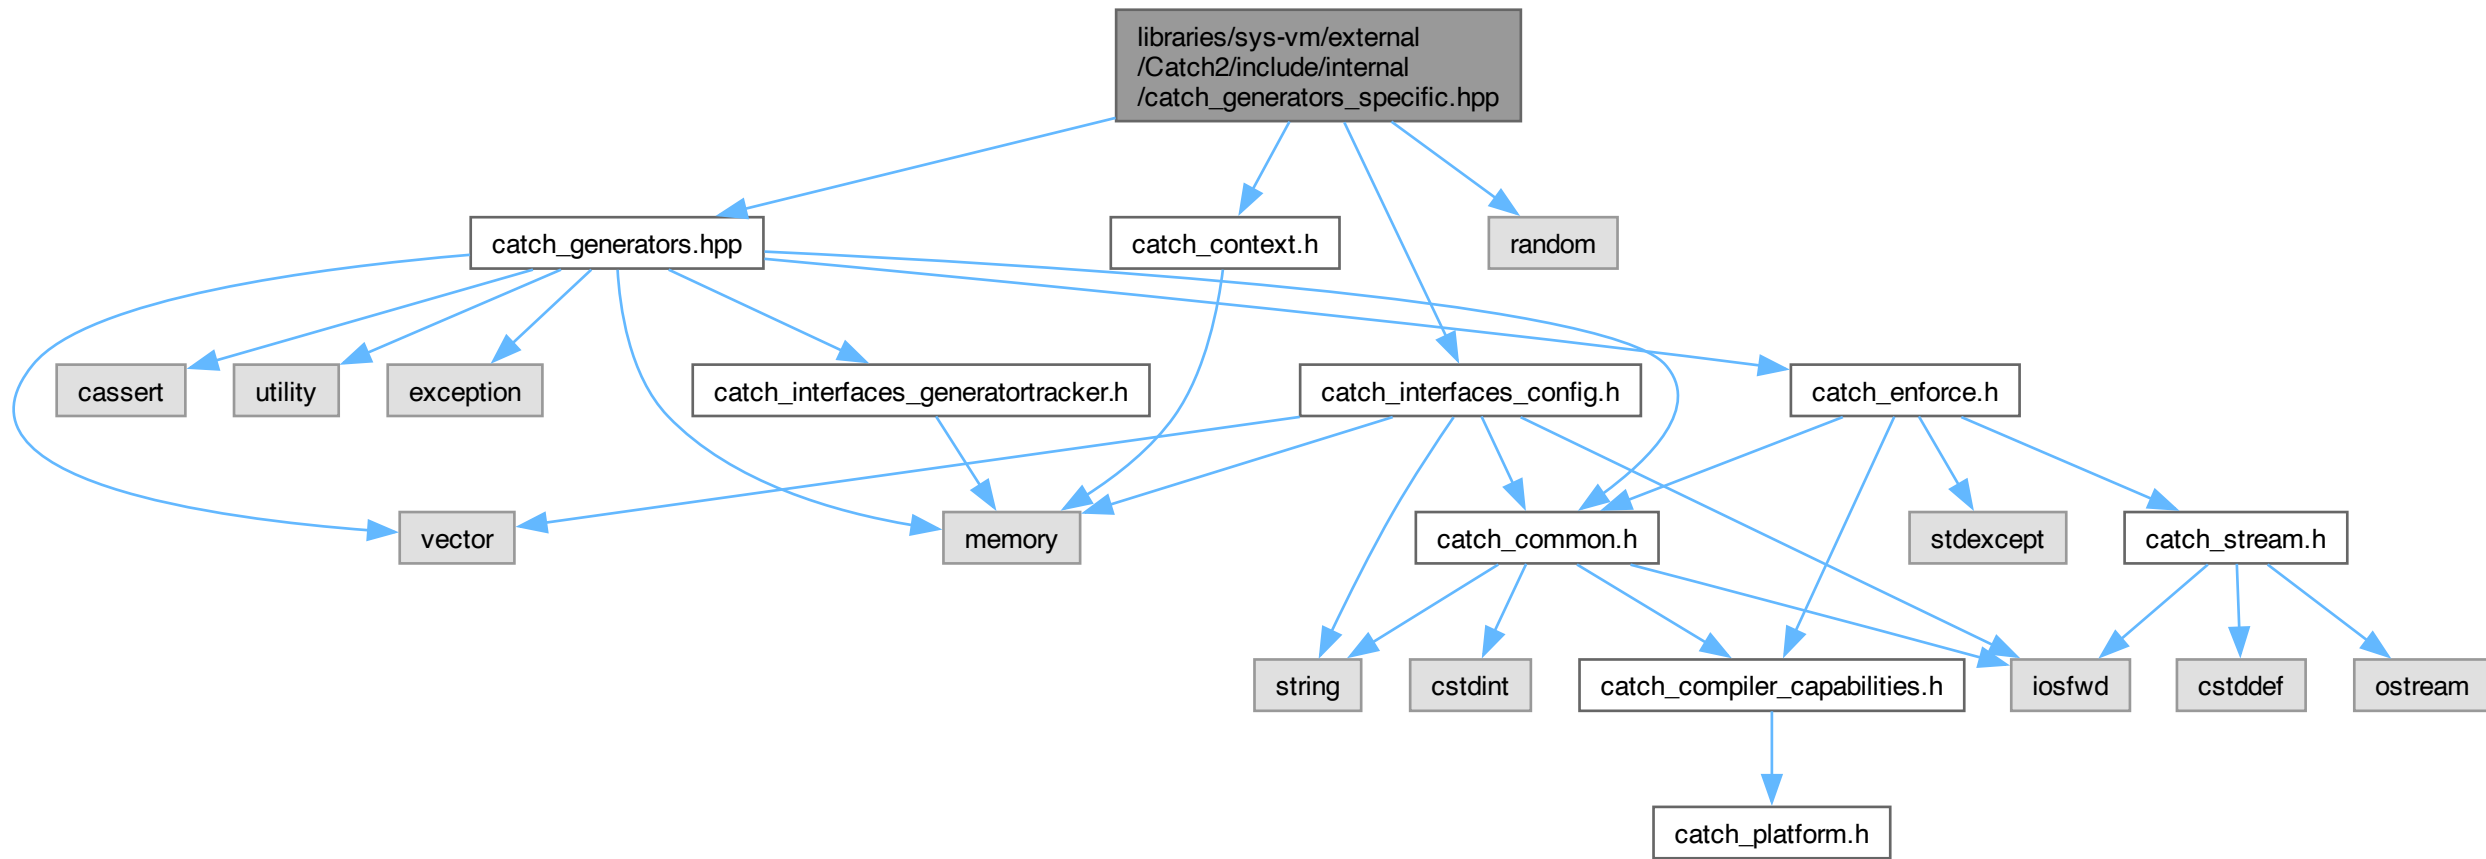 libraries/sys-vm/external
/Catch2/include/internal
/catch_generators_specific.hpp
catch_generators.hpp
catch_context.h
random
cassert
utility
exception
catch_interfaces_generatortracker.h
catch_interfaces_config.h
catch_enforce.h
vector
memory
catch_common.h
stdexcept
catch_stream.h
string
cstdint
catch_compiler_capabilities.h
iosfwd
cstddef
ostream
catch_platform.h